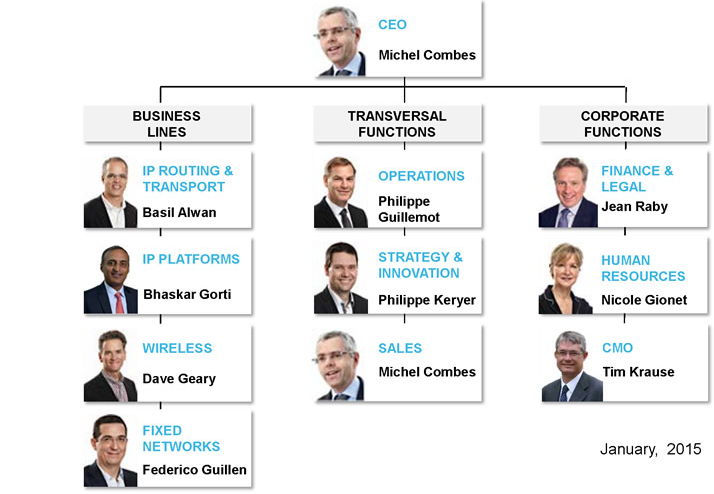 CEO
Michel Combes
BUSINESS
LINES
TRANSVERSAL
FUNCTIONS
CORPORATE
FUNCTIONS
IP ROUTING &
TRANSPORT
Basil Alwan
IP PLATFORMS
Bhaskar Gorti
WIRELESS
Dave Geary
FIXED
NETWORKS
Federico Guillen
OPERATIONS
Philippe
Guillemot
STRATEGY &
INNOVATION
Philippe Keryer
SALES
Michel Combes
FINANCE &
LEGAL
Jean Raby
HUMAN
RESOURCES
Nicole Gionet
CMO
Tim Krause
January, 2015